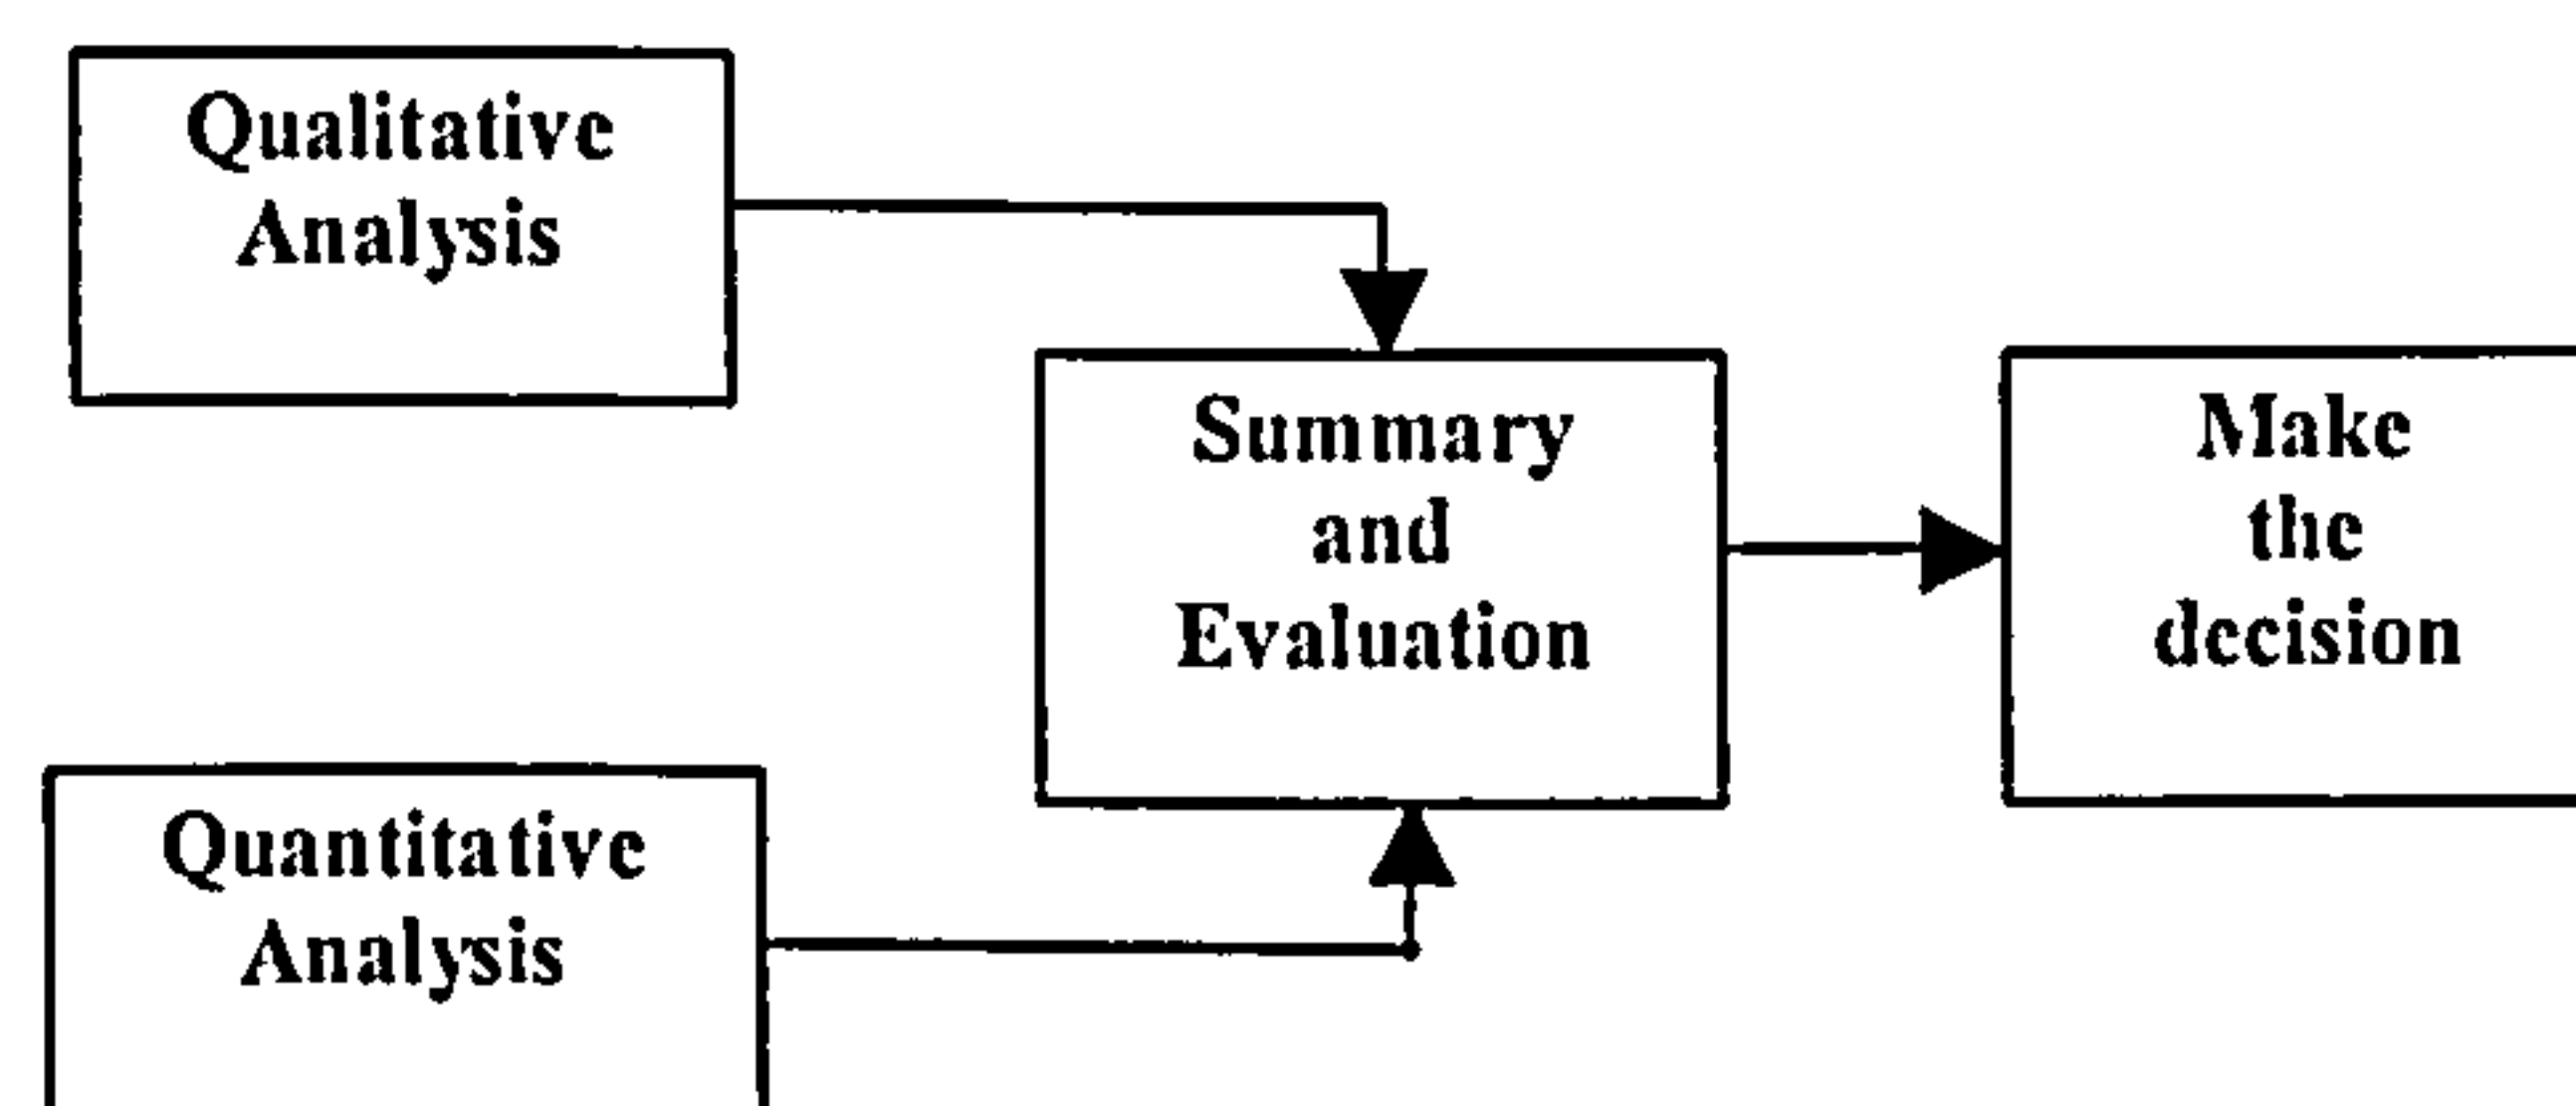 Qualitative
Analysis
Summary
and
Evaluation
Make
the
decision
Quantitative
Analysis